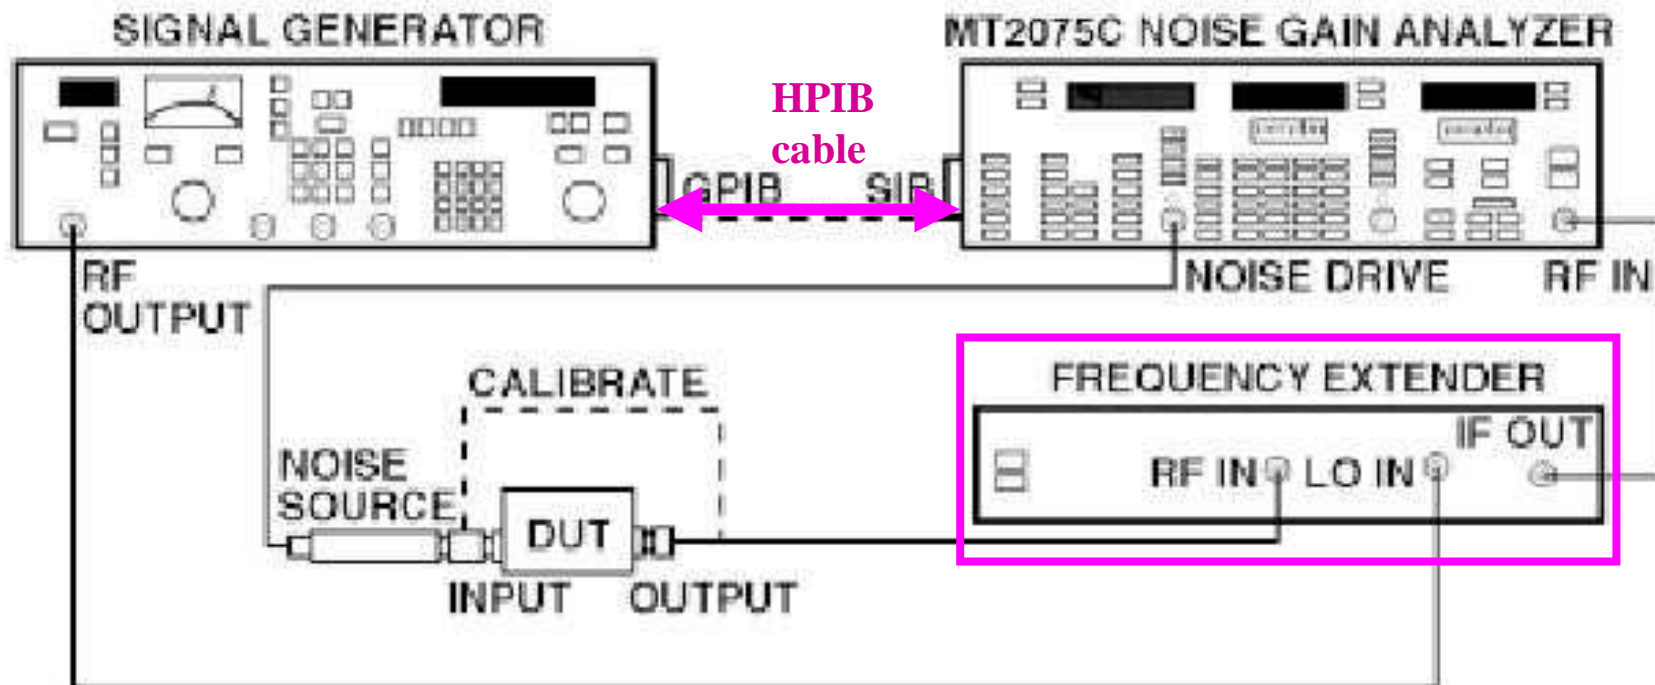 SIGNAL GENERATOR
MT2075C NOISE GAIN ANALYZER
HPIB
cable
GPIB
SIB
RF
OUTPUT
NOISE DRIVE
RF IN
CALIBRATE
FREQUENCY EXTENDER
IF OUT
NOISE
SOURCE
RF IN
LO IN
DUT
INPUT
OUTPUT